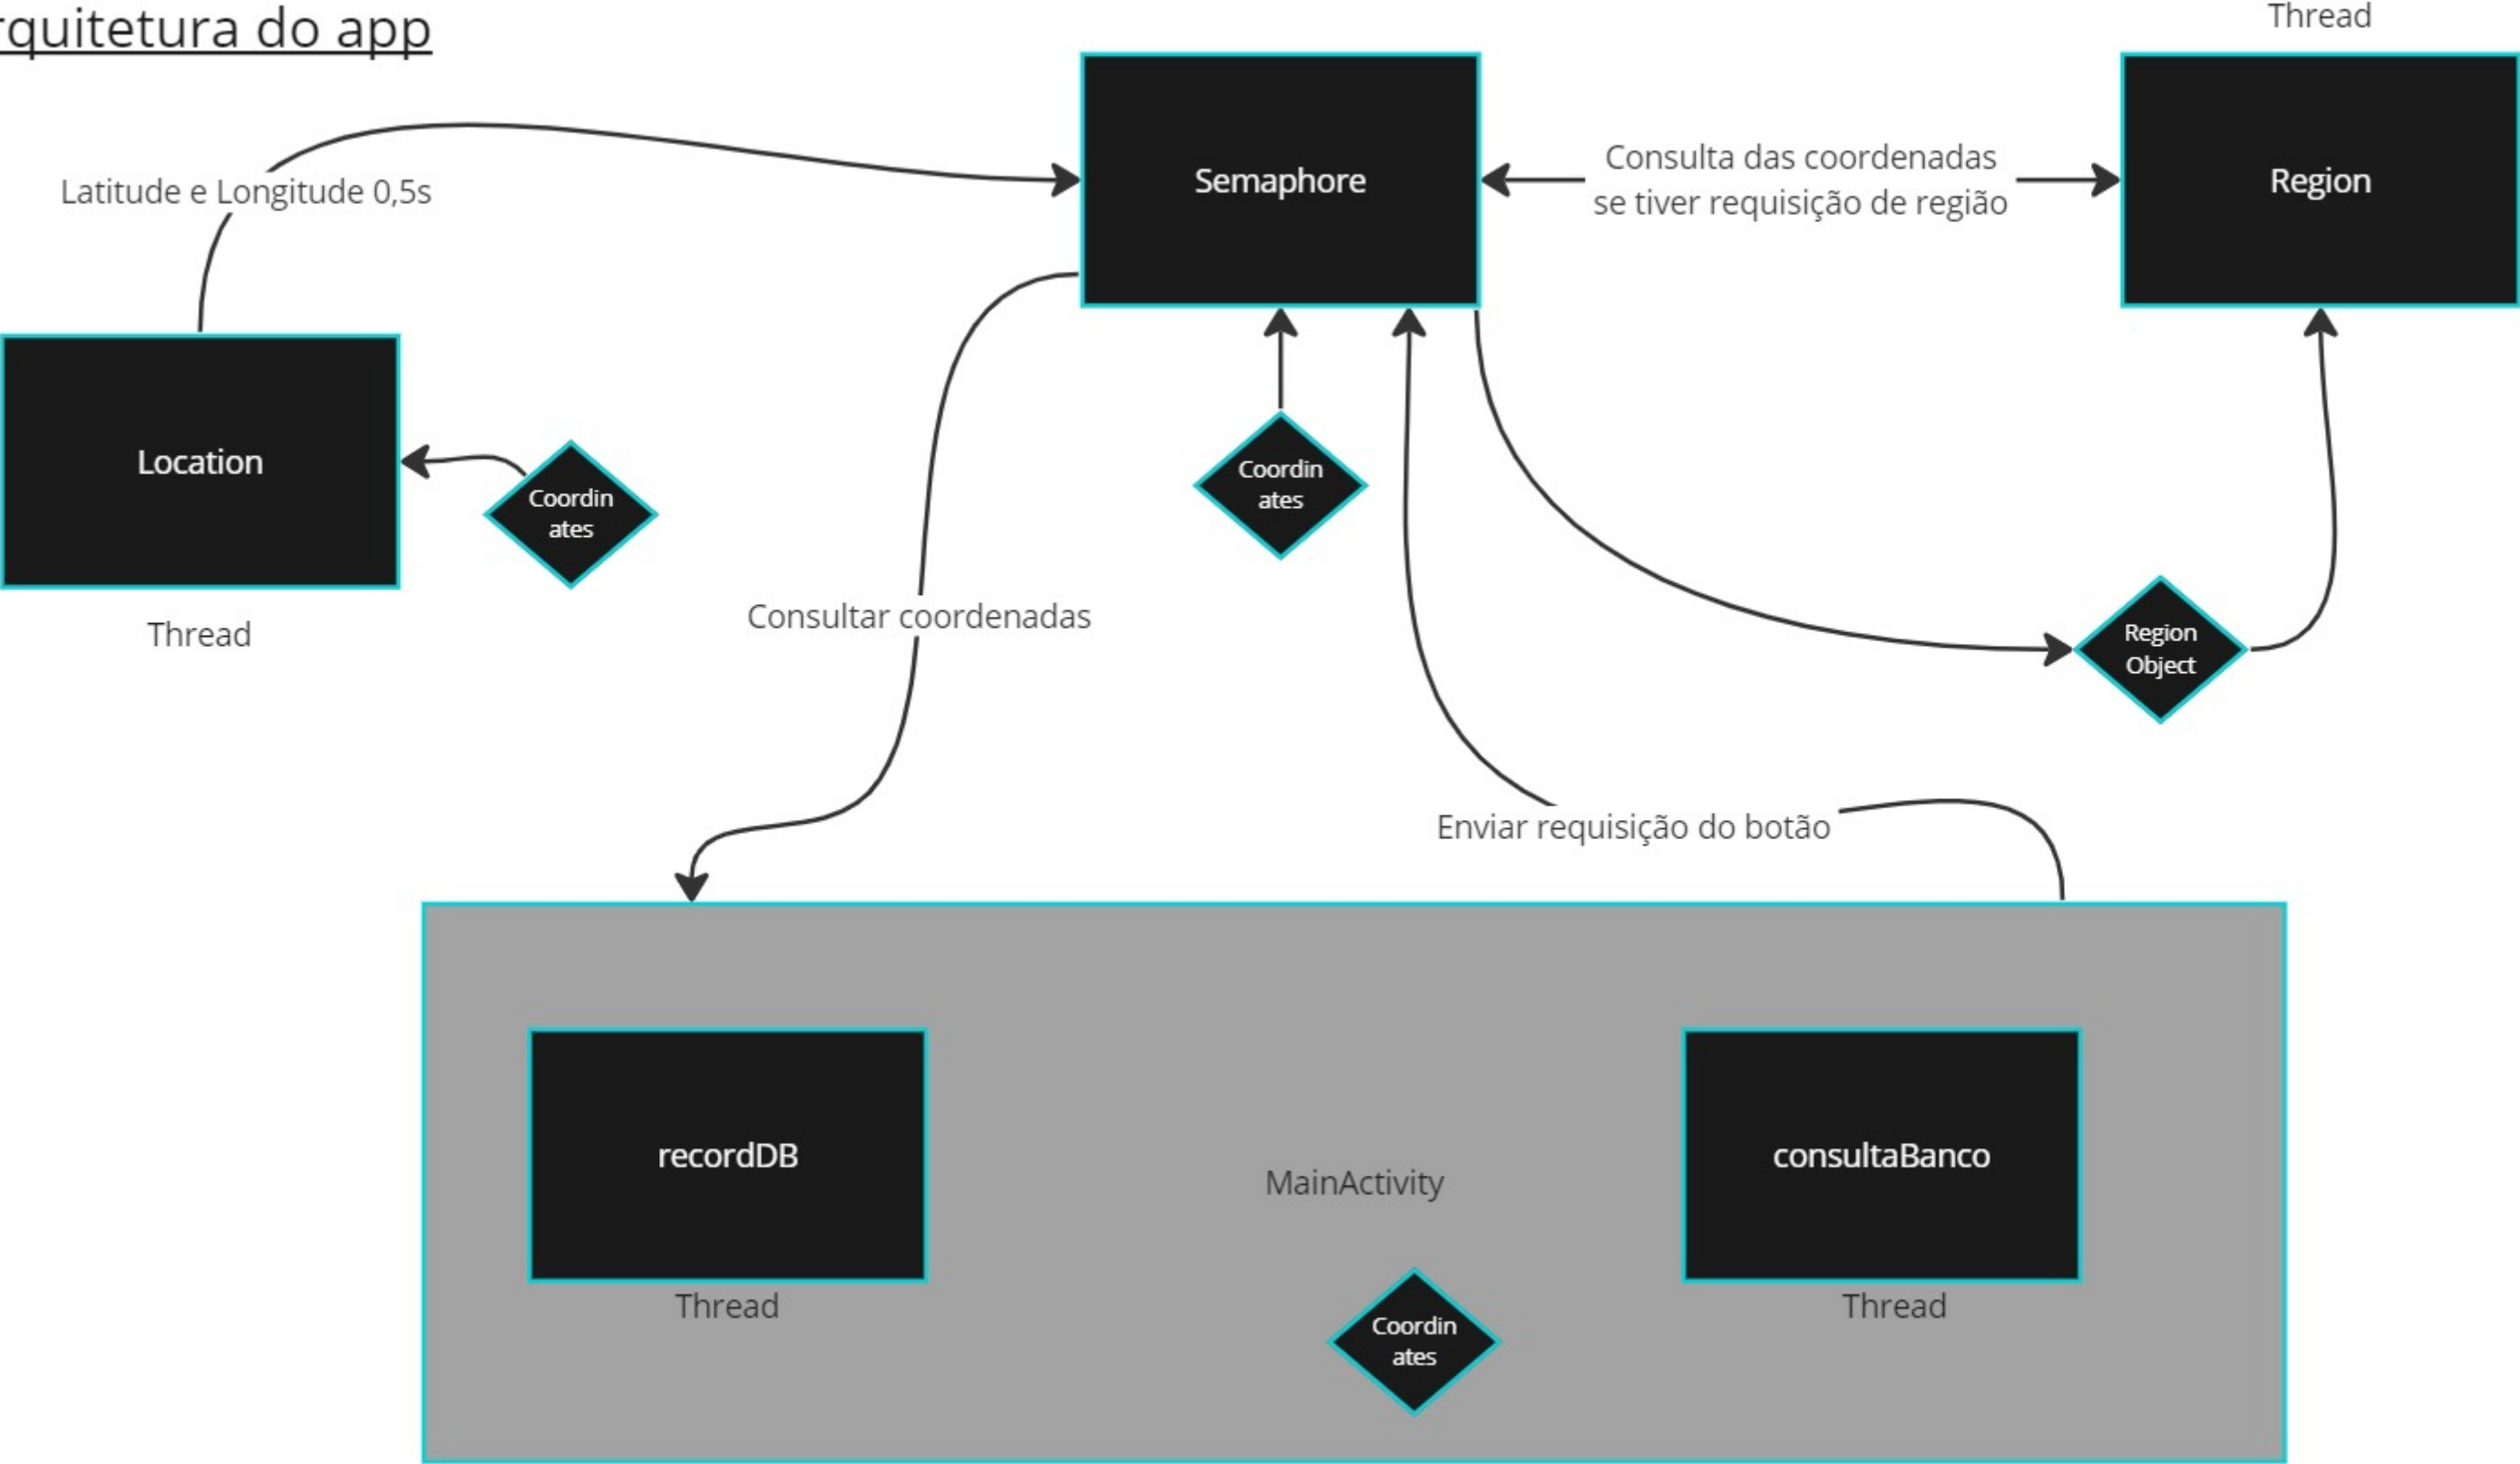 rquitetura do app
Thread
Semaphore
Consulta das coordenadas
se tiver requisição de região
Region
Latitude e Longitude 0,5s
Location
Coordin
ates
Coordin
ates
Thread
Consultar coordenadas
Region
Object
Enviar requisição do botão
recordDB
MainActivity
consultaBanco
Thread
Thread
Coordin
ates